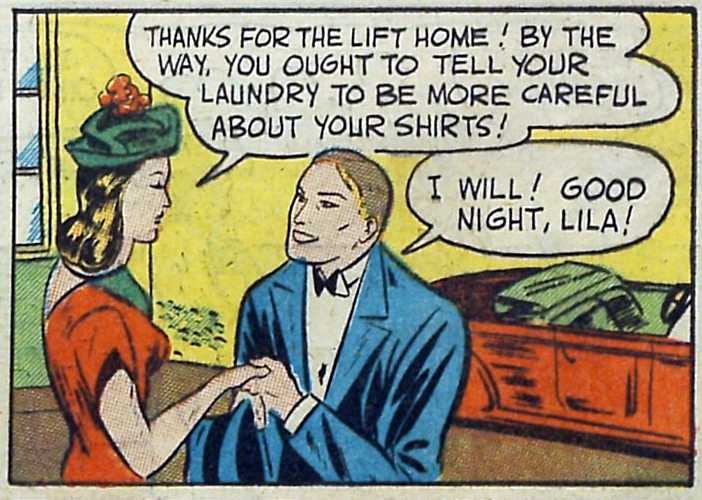 THANKS FOR THE LIFT HOME! BY THE
WAY, YOU OUGHT TO TELL YOUR
LAUNDRY TO BE MORE CAREFUL
ABOUT YOUR SHIRTS!
I WILL! GOOD
NIGHT, LILA!